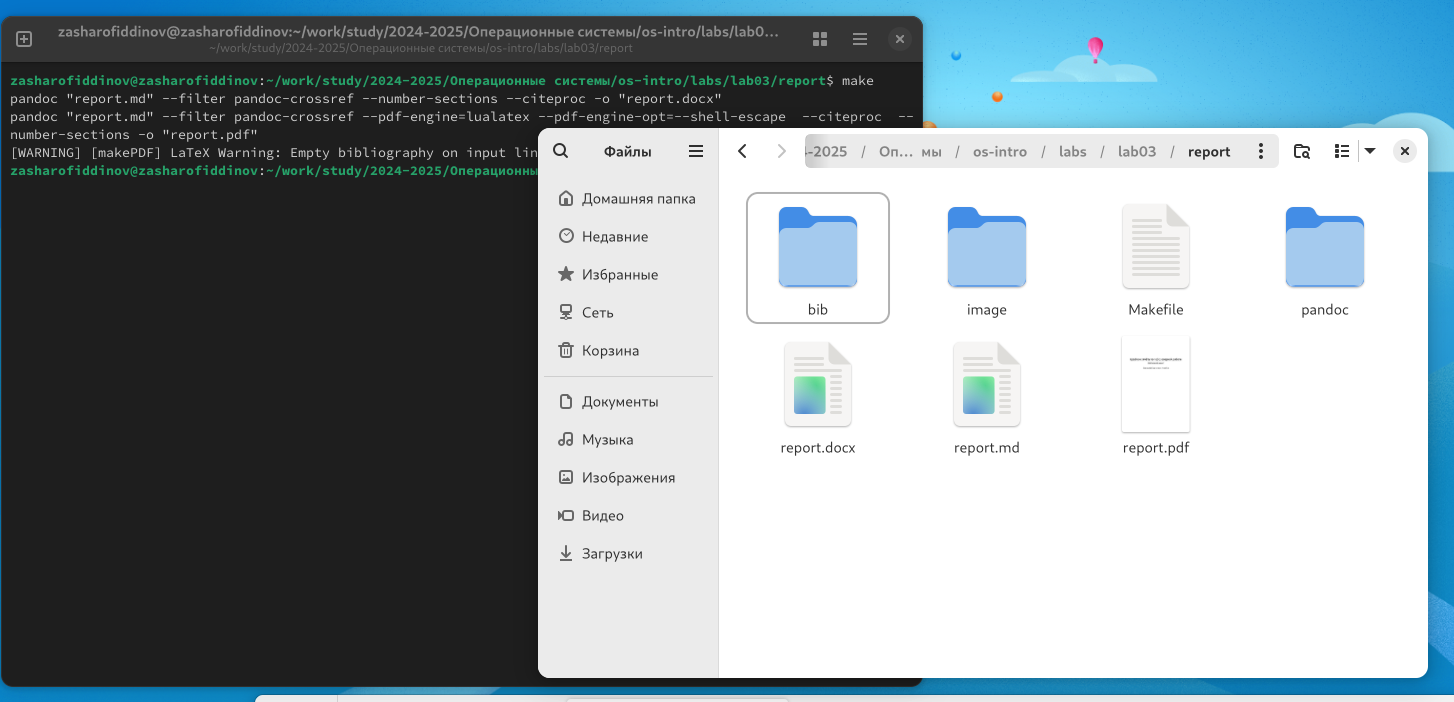 zasharofiddinov@zasharofiddinov:~/work/study/2024-2025/Операционные системы/os-intro/labs/lab0…
~/work/study/2024-2025/Операционные системы/os-intro/labs/lab03/report
zasharofiddinov@zasharofiddinov:~/work/study/2024-2025/Операционные системы/os-intro/labs/lab03/report$ make
pandoc "report.md" --filter pandoc-crossref --number-sections --citeproc -o "report.docx"
pandoc "report.md" --filter pandoc-crossref --pdf-engine=lualatex --pdf-engine-opt=--shell-escape  --citeproc  --
number-sections -o "report.pdf"
[WARNING] [makePDF] LaTeX Warning: Empty bibliography on input lin
zasharofiddinov@zasharofiddinov:~/work/study/2024-2025/Операционны
Файлы
-2025 / Оп… мы / os-intro / labs / lab03 / report
Домашняя папка
Недавние
Избранные
Сеть
Корзина
Документы
Музыка
Изображения
Видео
Загрузки
bib
image
Makefile
pandoc
report.docx
report.md
report.pdf